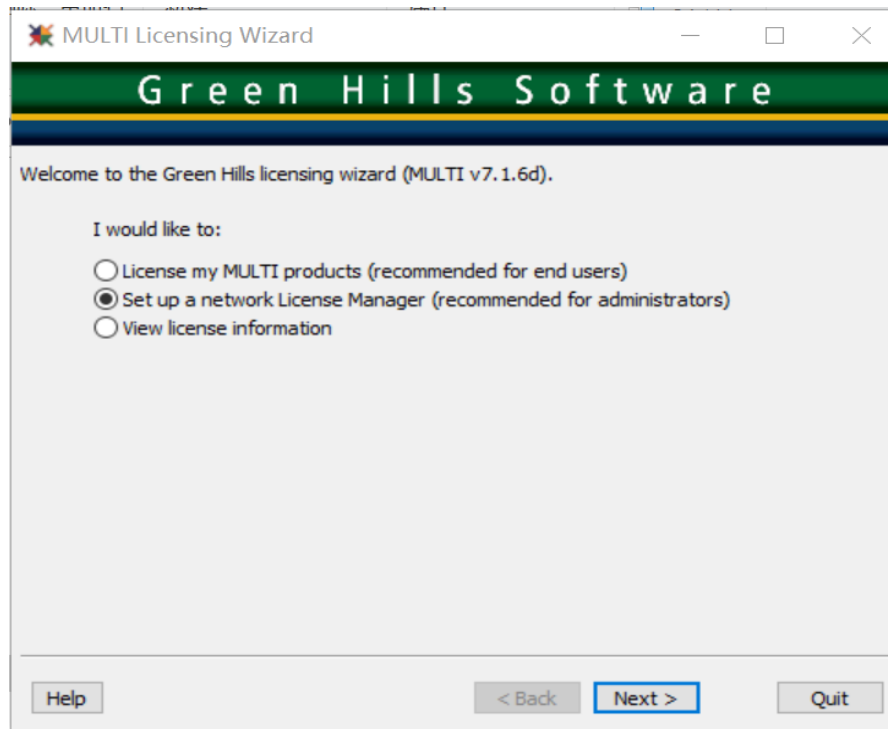 MULTI Licensing Wizard
Green Hills Software
Welcome to the Green Hills licensing wizard (MULTI v7.1.6d).
I would like to:
License my MULTI products (recommended for end users)
Set up a network License Manager (recommended for administrators)
View license information
Help
< Back
Next >
Quit